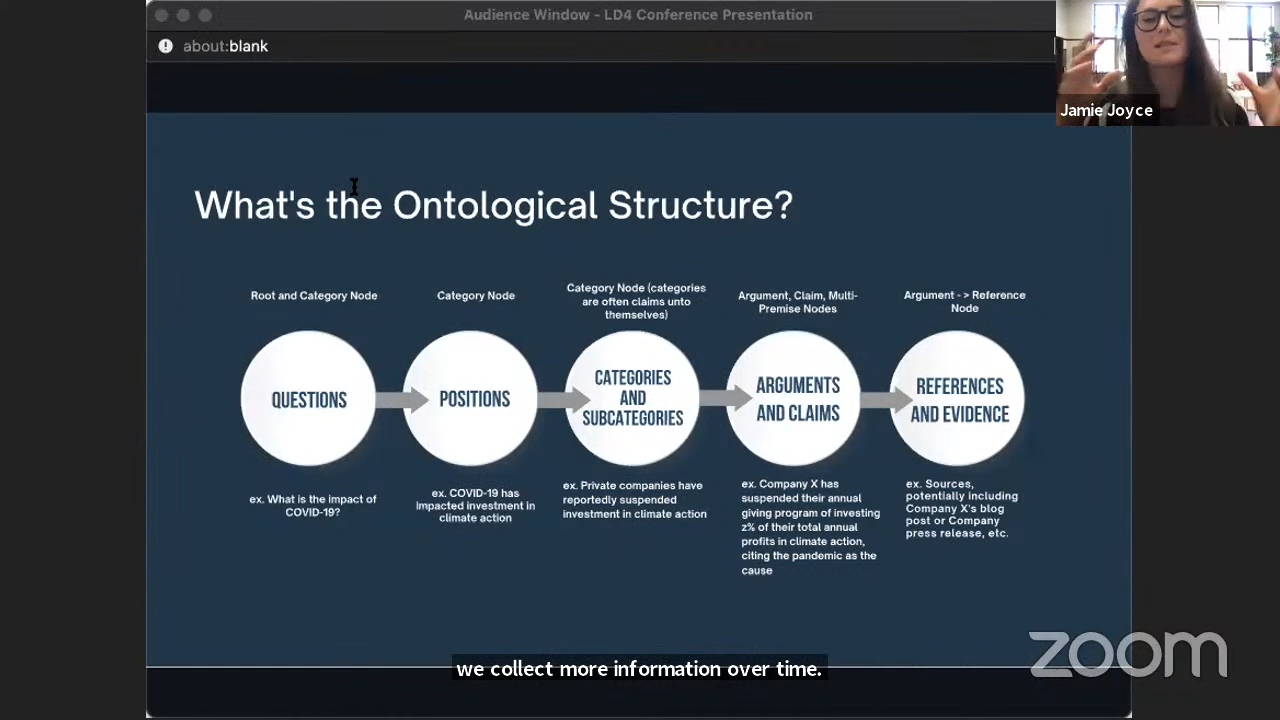 Audience Window - LD4 Conference Presentation
about:blank
Jamie Joyce
What's the Ontological Structure?
Root and Category Node
Category Node
Category Node (categories
are often claims unto
themselves)
Argument, Claim, Multi-
Premise Nodes
Argument - > Reference
Node
QUESTIONS
POSITIONS
CATEGORIES
AND
SUBCATEGORIES
ARGUMENTS
AND CLAIMS
REFERENCES
AND EVIDENCE
ex. What is the impact of
COVID-19?
ex. COVID-19 has
impacted investment in
climate action
ex. Private companies have
reportedly suspended
investment in climate action
ex. Company X has
suspended their annual
giving program of investing
z% of their total annual
profits in climate action,
citing the pandemic as the
cause
ex. Sources,
potentially including
Company X's blog
post or Company
press release, etc.
zoom
we collect more information over time.